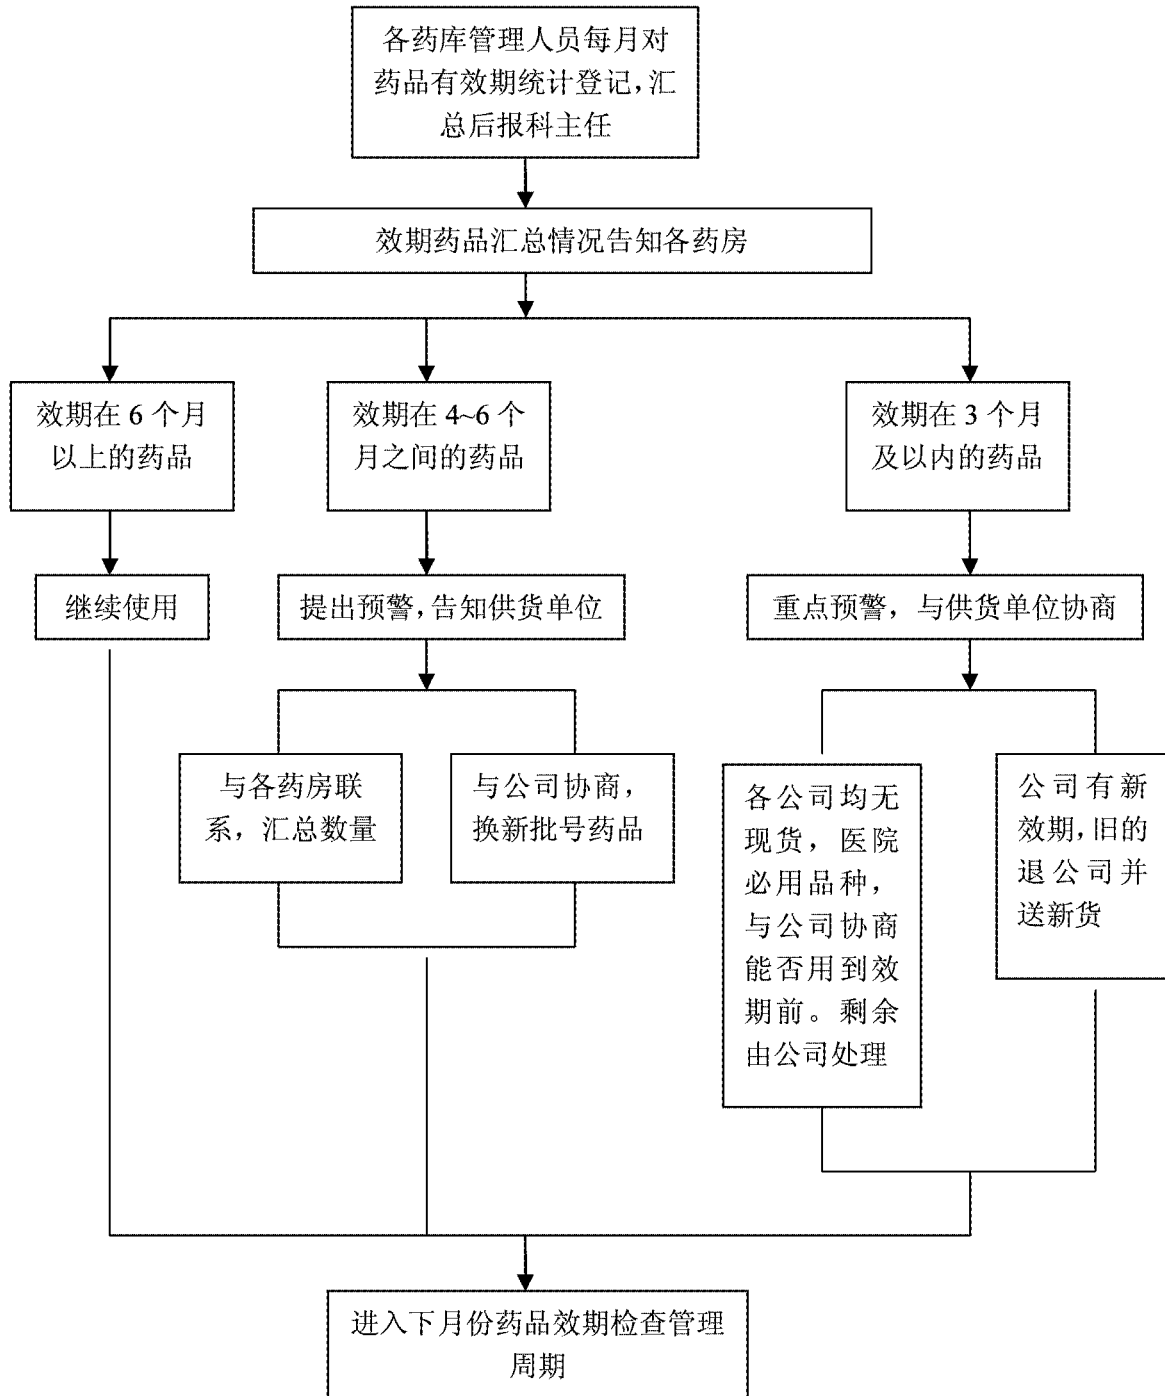 各药库管理人员每月对
药品有效期统计登记,汇
总后报科主任
效期药品汇总情况告知各药房
效期在 6 个月
以上的药品
效期在 4~6 个
月之间的药品
效期在 3 个月
及以内的药品
继续使用
提出预警,告知供货单位
重点预警，与供货单位协商
与各药房联
系，汇总数量
与公司协商，
换新批号药品
各公司均无
现货，医院
必用品种，
与公司协商
能否用到效
期前。剩余
由公司处理
公司有新
效期,旧的
退公司并
送新货
进入下月份药品效期检查管理
周期